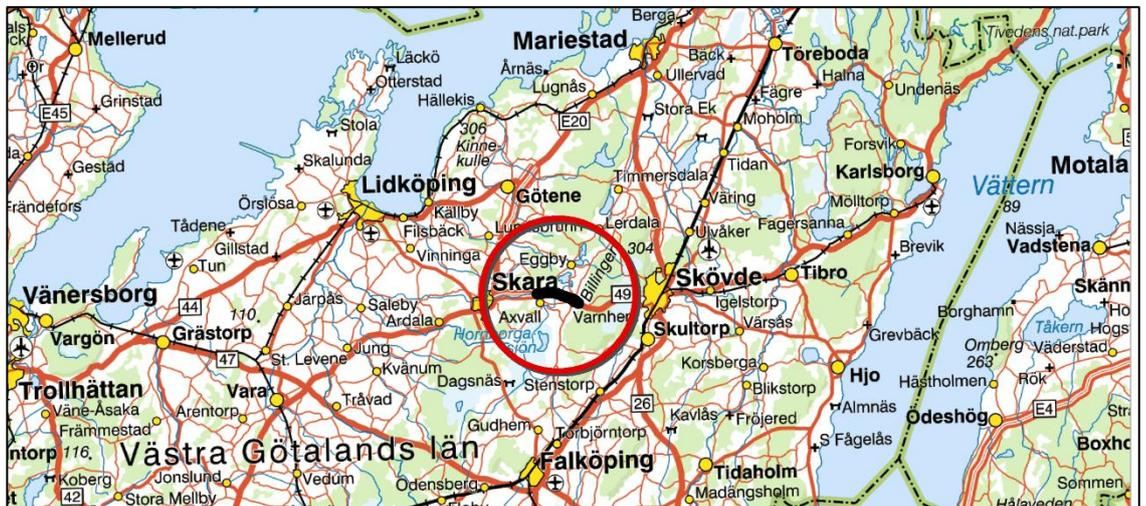 Berga
Mellerud
Mariestad
Tivedens nat.park
Töreboda
Bäck
Läckö
Årnäs
Otterstad
Ullervad
Halna
Undenäs
Lugnås
Fägre
Grinstad
Hällekis
E45
E20
Stora Ek
Moholm
Stola
306
Kinne-
kulle
Forsvik
Gestad
Skalunda
Tidan
Motala
Karlsborg
Timmersdala
Lidköping
Götene
Vättern
89
Frändefors
Örslösa
Källby
Väring
Mölltorp
Tådene
Filsbäck
Lerdala
Fagersanna
Nässja
Gillstad
Ulvåker
Brevik
Vadstena
Vinninga
Eggby
304
Tun
Skara
Billingen
Skövde
Tibro
Skänn
Vänersborg
49
Järpås
Saleby
Igelstorp
44
Axvall
Varnhem
Borghamn
110
Ardala
Värsås
Tåkern
Vargön
Grästorp
Hornborga-
sjön
Skultorp
Grevbäck
Omberg
263
Väderstad
47
St. Levene
Jung
Korsberga
Kvänum
Hjo
Rök
Trollhättan
Dagsnäs
Stenstorp
Blikstorp
Hästholmen
Vara
Tråvad
26
Almnäs
E4
Väne-Åsaka
Arentorp
Kavlås
Fröjered
Ödeshög
Främmestad
Gudhem
Torbjörntorp
S Fågelås
Västra Götalands län
ntorp
116
Falköping
Boxho
Tidaholm
Koberg
Jonslund
Vedum
Odensberg
Sommen
42
Stora Mellby
Madängsholm
Hålaveden